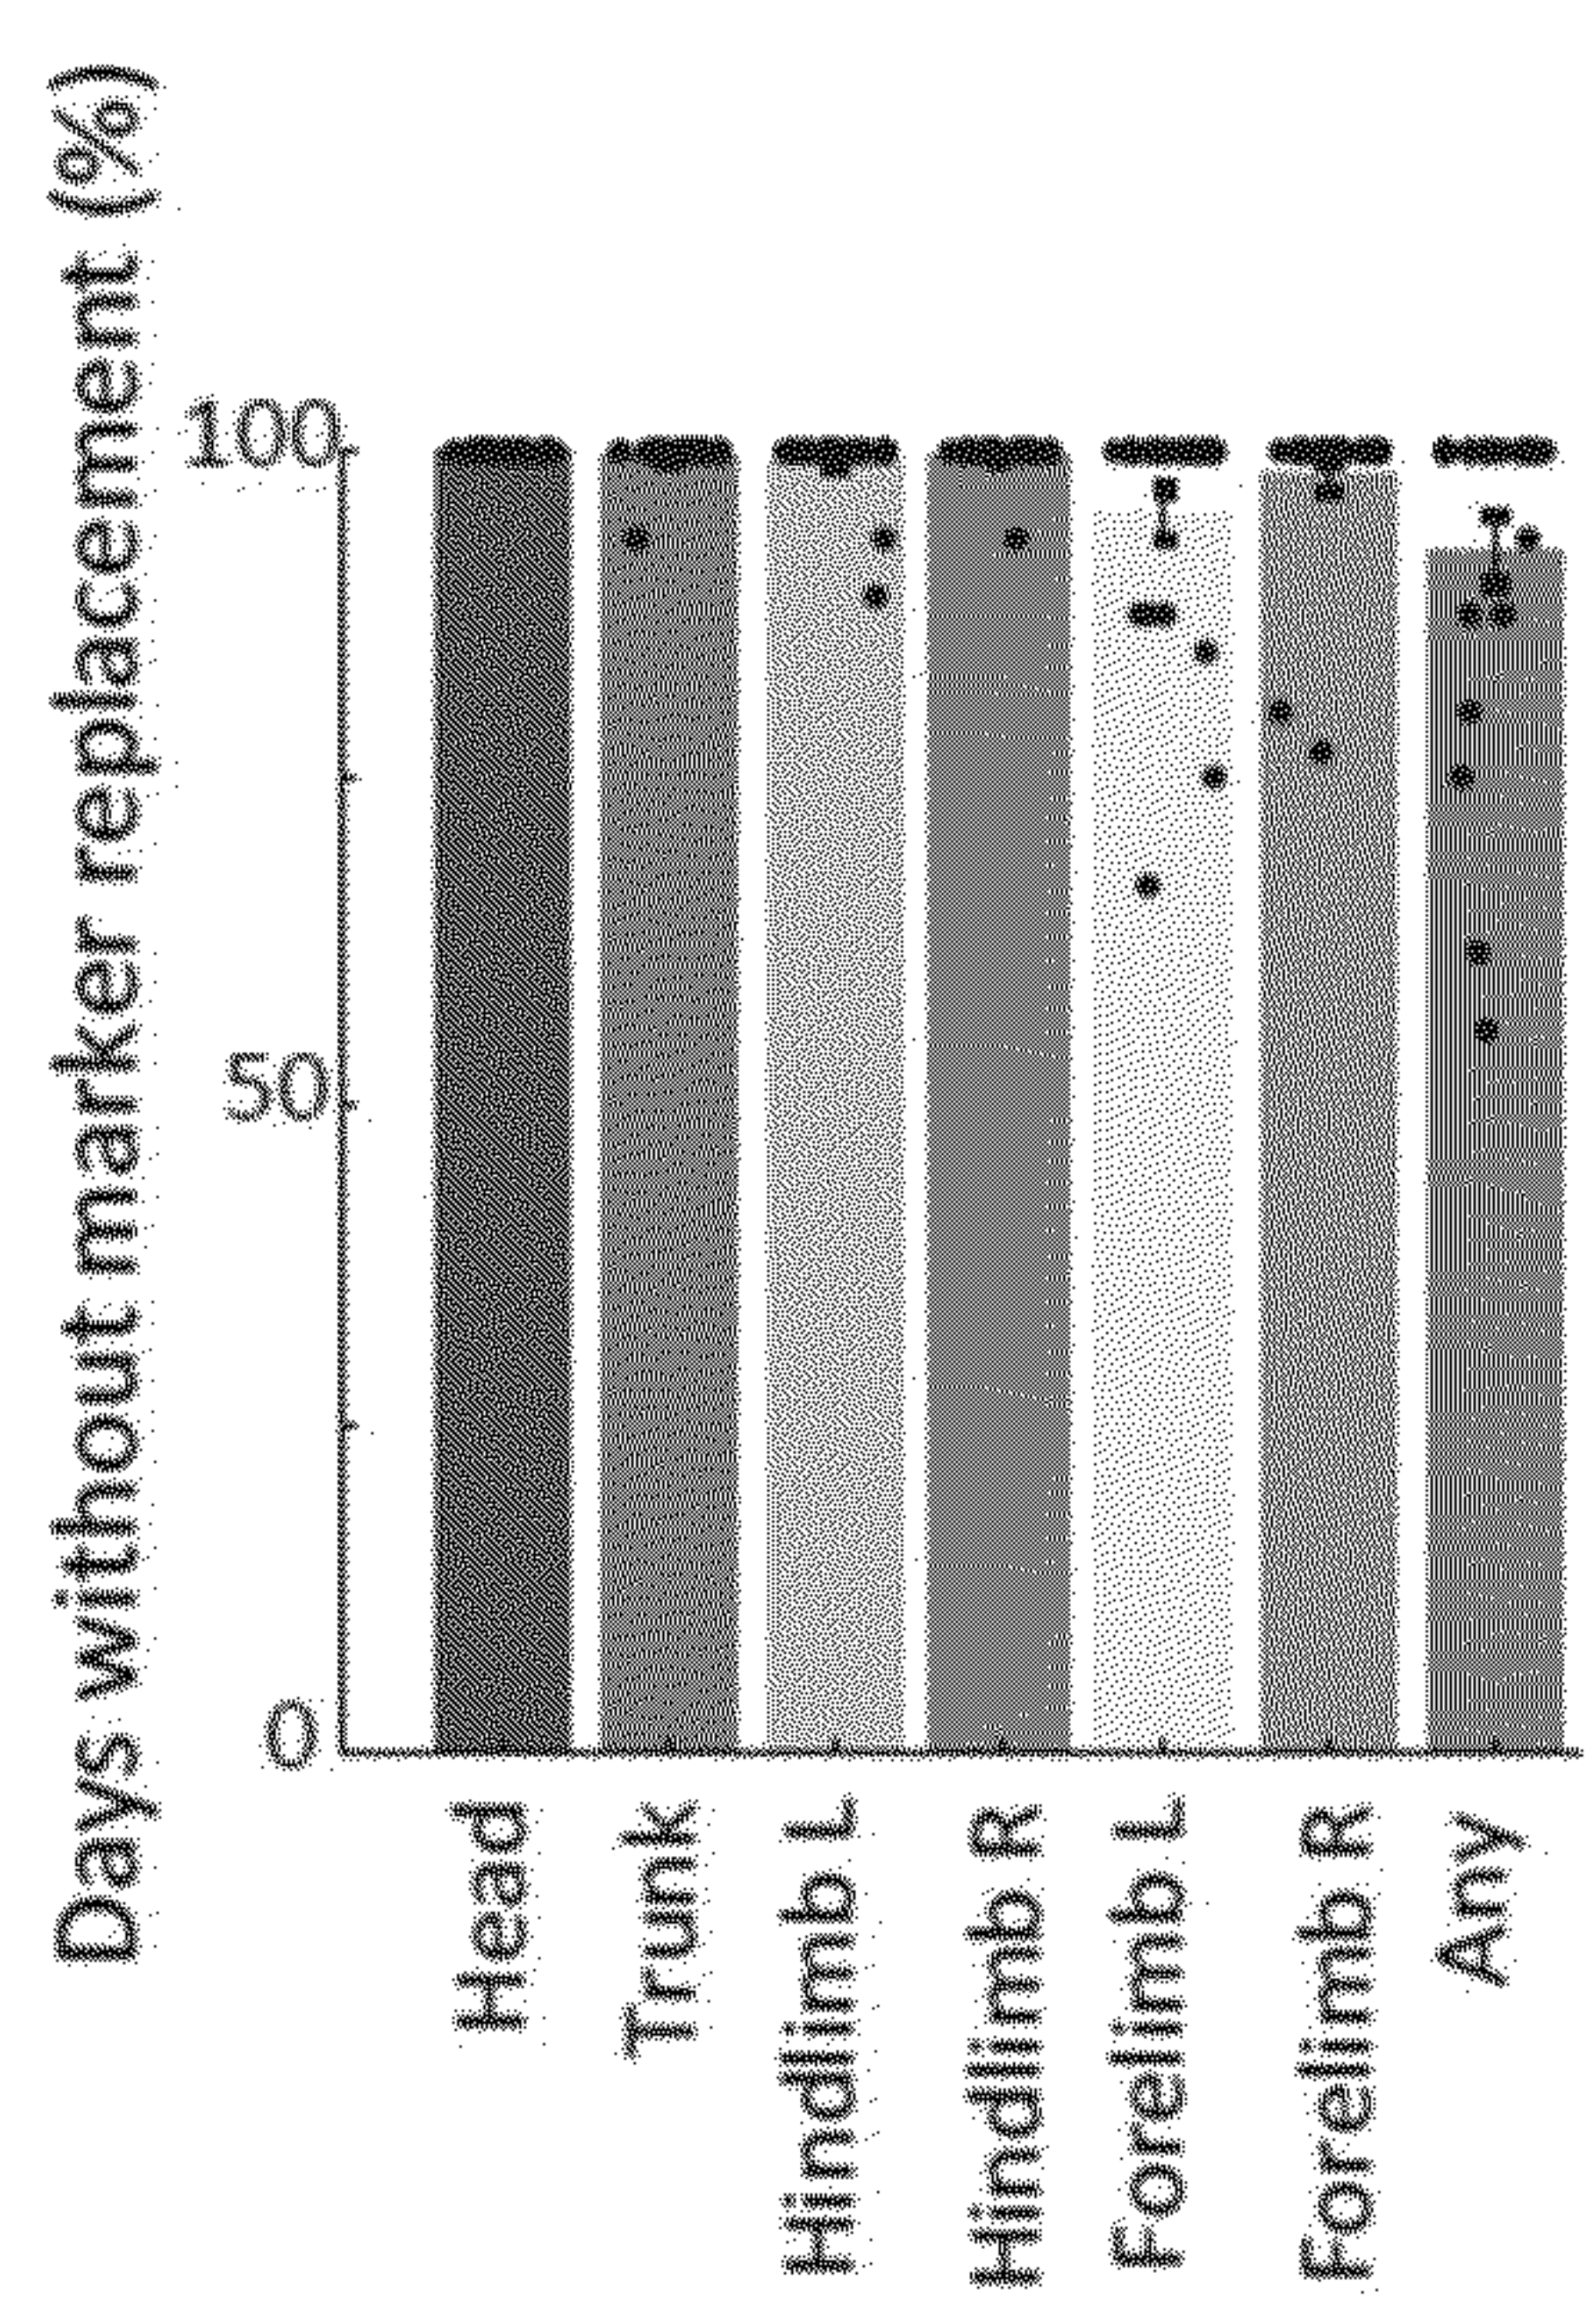 Days without marker replacement (%)
100
50
0
Head
Trunk
Hindlimb L
Hindlimb R
Forelimb L
Forelimb R
Any